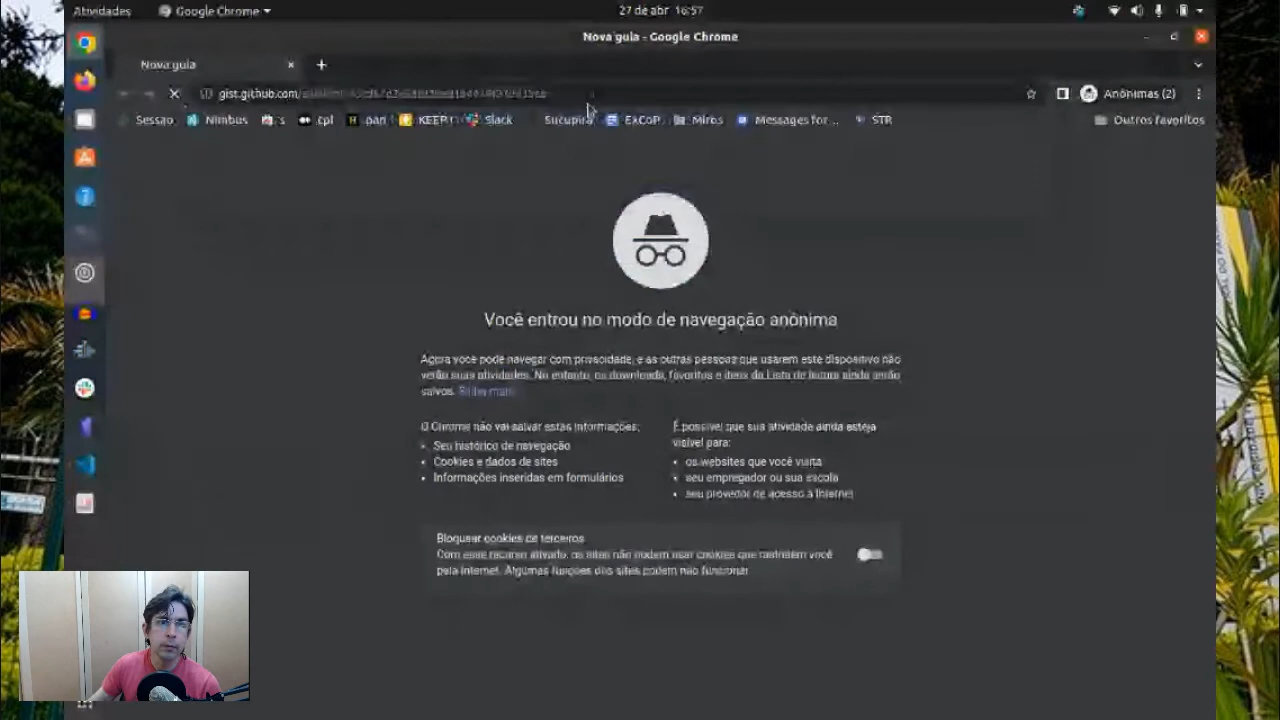 Atividades
Google Chrome
27 de abr 16:57
Nova guia - Google Chrome
Nova guia
gist.github.com/
Anônimas (2)
Sessao
Nimbus
cpl
pan
KEEP
Slack
Sucupira
ExCoP
Miros
Messages for ...
STR
Outros favoritos
Você entrou no modo de navegação anônima
Agora você pode navegar com privacidade, e as outras pessoas que usarem este dispositivo não
verão suas atividades. No entanto, os downloads, favoritos e itens da Lista de leitura ainda serão
salvos. Saiba mais
O Chrome não vai salvar estas informações:
• Seu histórico de navegação
• Cookies e dados de sites
• Informações inseridas em formulários
É possível que sua atividade ainda esteja
visível para:
• os websites que você visita
• seu empregador ou sua escola
• seu provedor de acesso à Internet
Bloquear cookies de terceiros
Com esse recurso ativado, os sites não podem usar cookies que rastreiem você
pela Internet. Algumas funções dos sites podem não funcionar